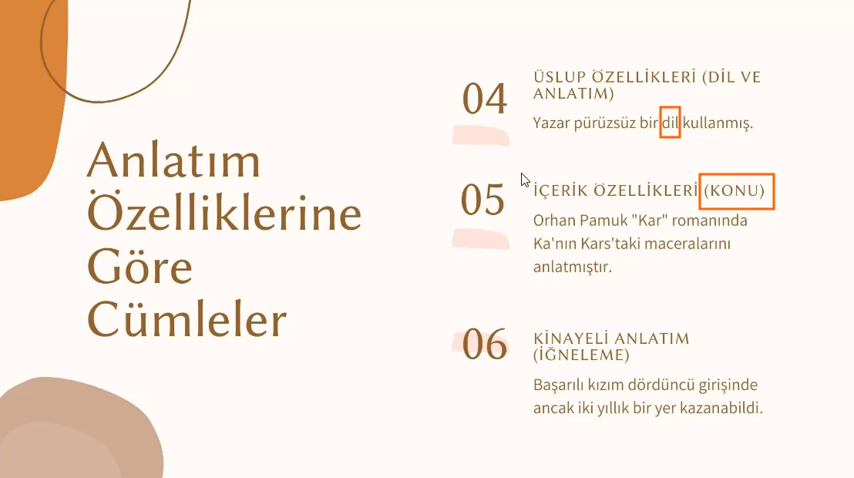 Anlatım
Özelliklerine
Göre
Cümleler
04
ÜSLUP ÖZELLİKLERİ (DİL VE
ANLATIM)
Yazar pürüzsüz bir dil kullanmış.
05
İÇERİK ÖZELLİKLERİ (KONU)
Orhan Pamuk "Kar" romanında
Ka'nın Kars'taki maceralarını
anlatmıştır.
06
KİNAYELİ ANLATIM
(İĞNELEME)
Başarılı kızım dördüncü girişinde
ancak iki yıllık bir yer kazanabildi.